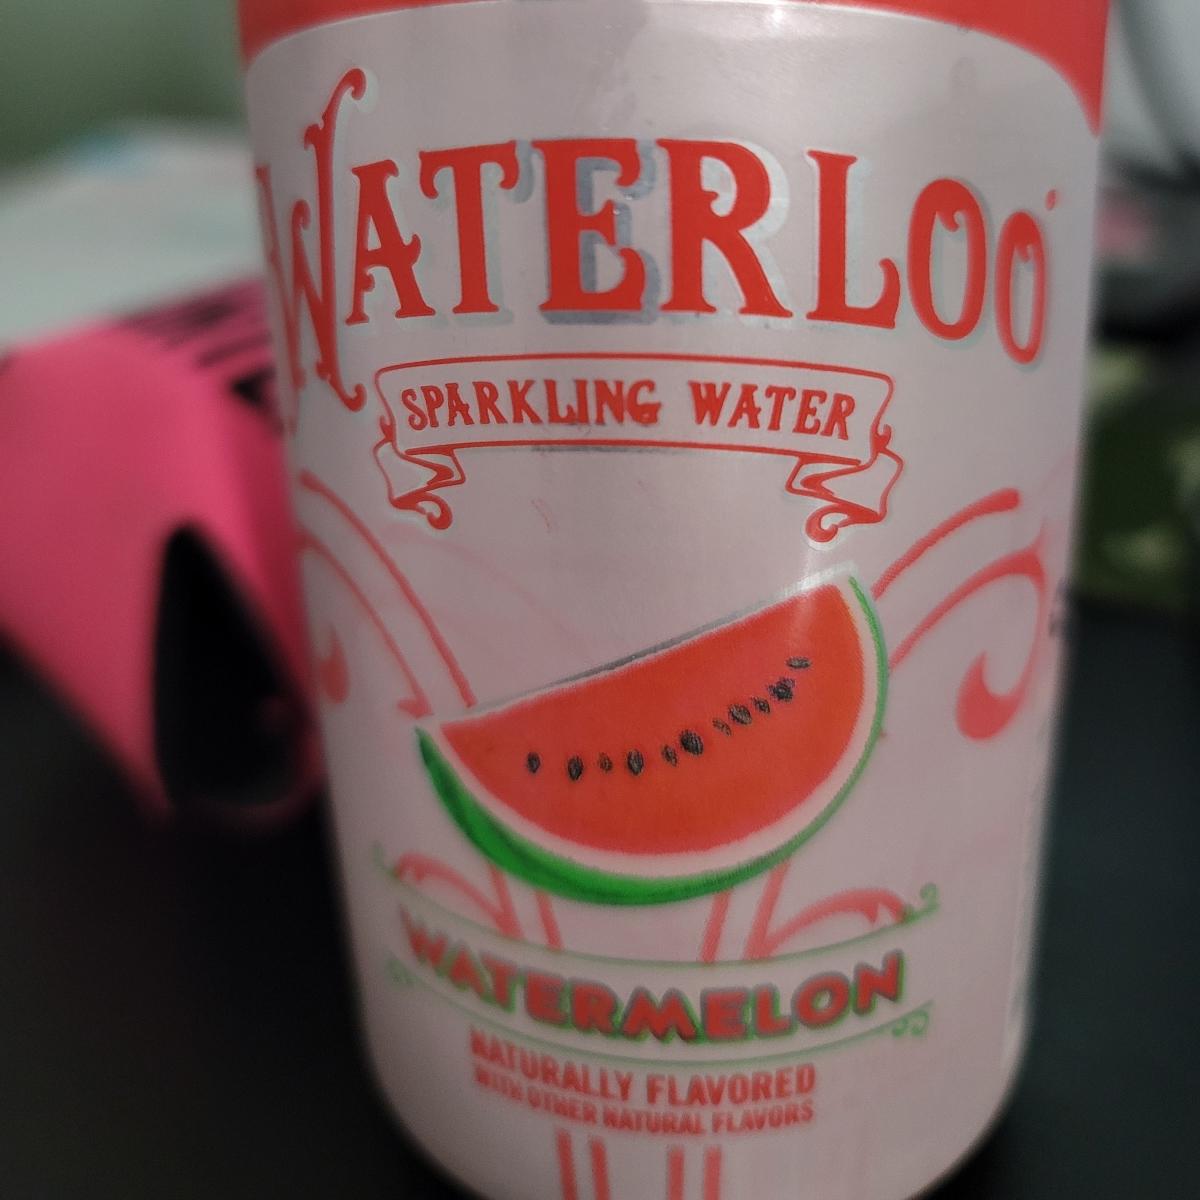 WATERLOO
SPARKLING WATER
WATERMELON
NATURALLY FLAVORED
WITH OTHER NATURAL FLAVORS